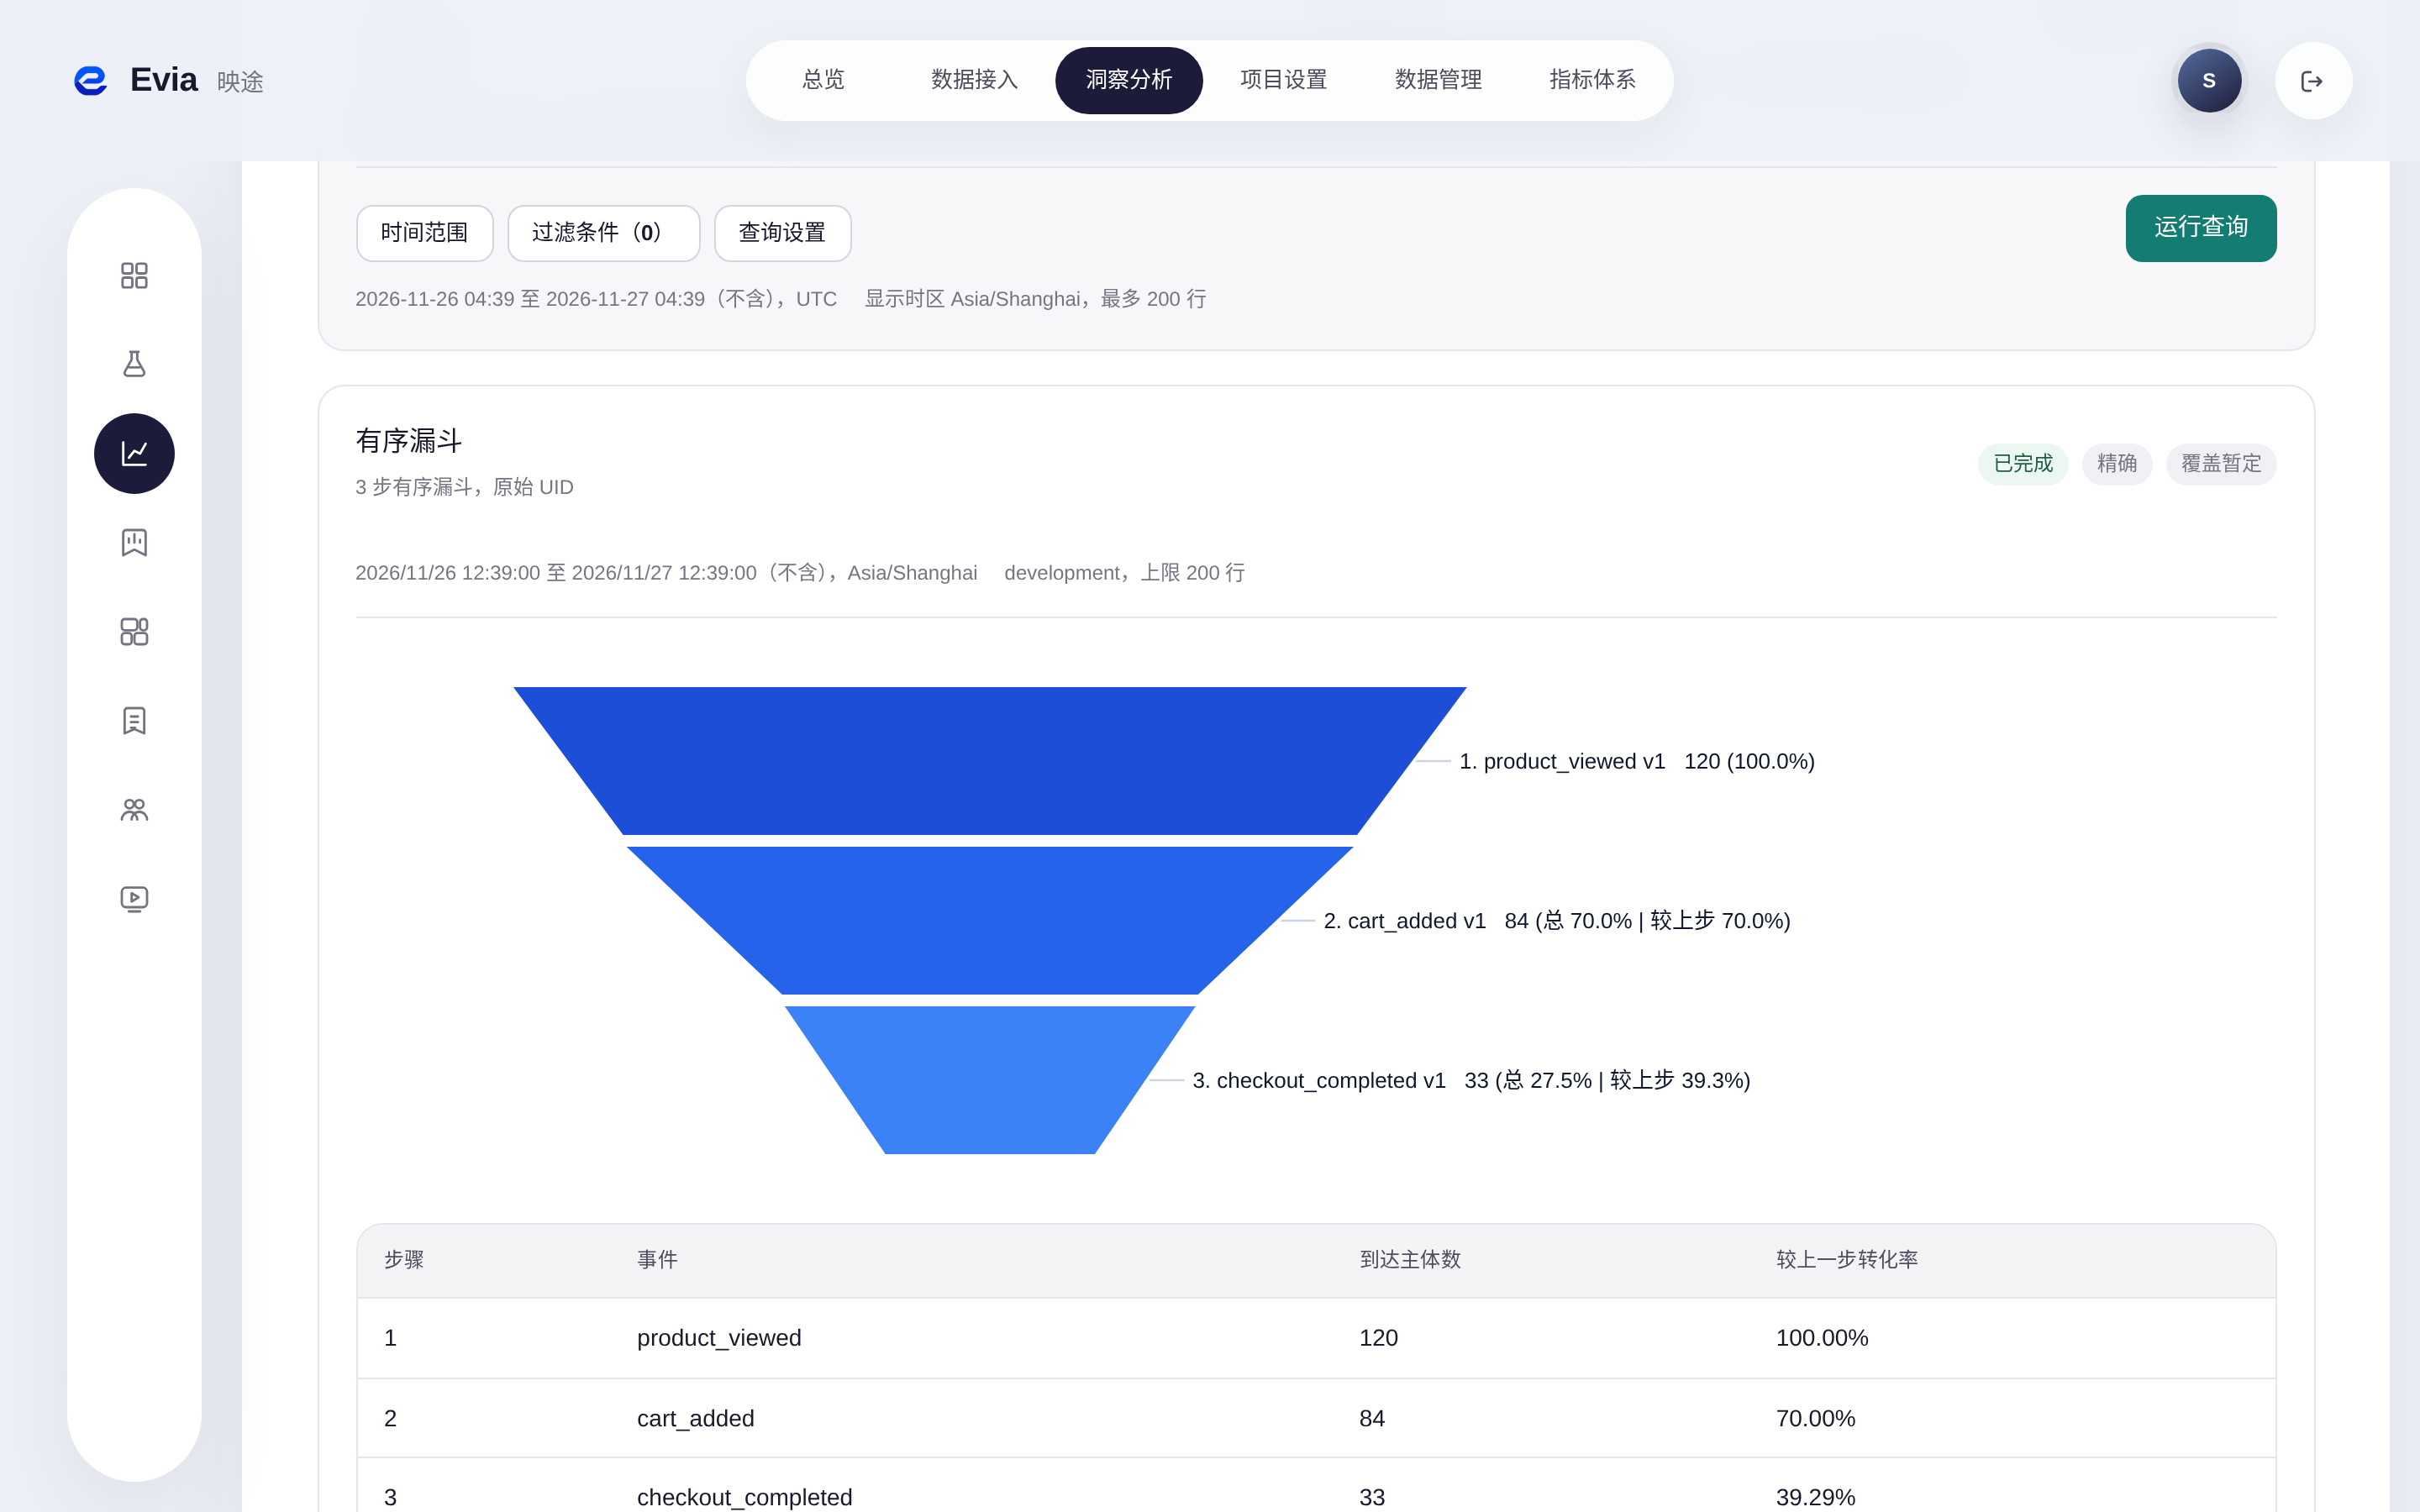 Evia 映途
总览 数据接入 洞察分析 项目设置 数据管理 指标体系
S
时间范围 过滤条件（0） 查询设置 运行查询
2026-11-26 04:39 至 2026-11-27 04:39（不含），UTC 显示时区 Asia/Shanghai，最多 200 行
有序漏斗
已完成 精确 覆盖暂定
3 步有序漏斗，原始 UID
2026/11/26 12:39:00 至 2026/11/27 12:39:00（不含），Asia/Shanghai development，上限 200 行
1. product_viewed v1 120 (100.0%)
2. cart_added v1 84 (总 70.0% | 较上步 70.0%)
3. checkout_completed v1 33 (总 27.5% | 较上步 39.3%)
步骤 事件 到达主体数 较上一步转化率
1 product_viewed 120 100.00%
2 cart_added 84 70.00%
3 checkout_completed 33 39.29%